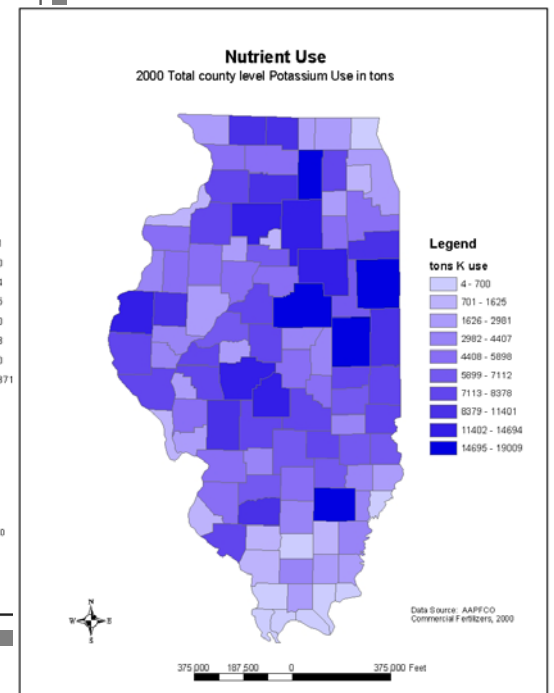 Nutrient Use
2000 Total county level Potassium Use in tons
Legend
tons K use
4 - 700
701 - 1625
1626 - 2981
2982 - 4407
4408 - 5898
5899 - 7112
7113 - 8378
8379 - 11401
11402 - 14694
14695 - 19009
371
N
W E
S
Data Source: AAPFCO
Commercial Fertilizers, 2000
375,000 187,500 0 375,000 Feet